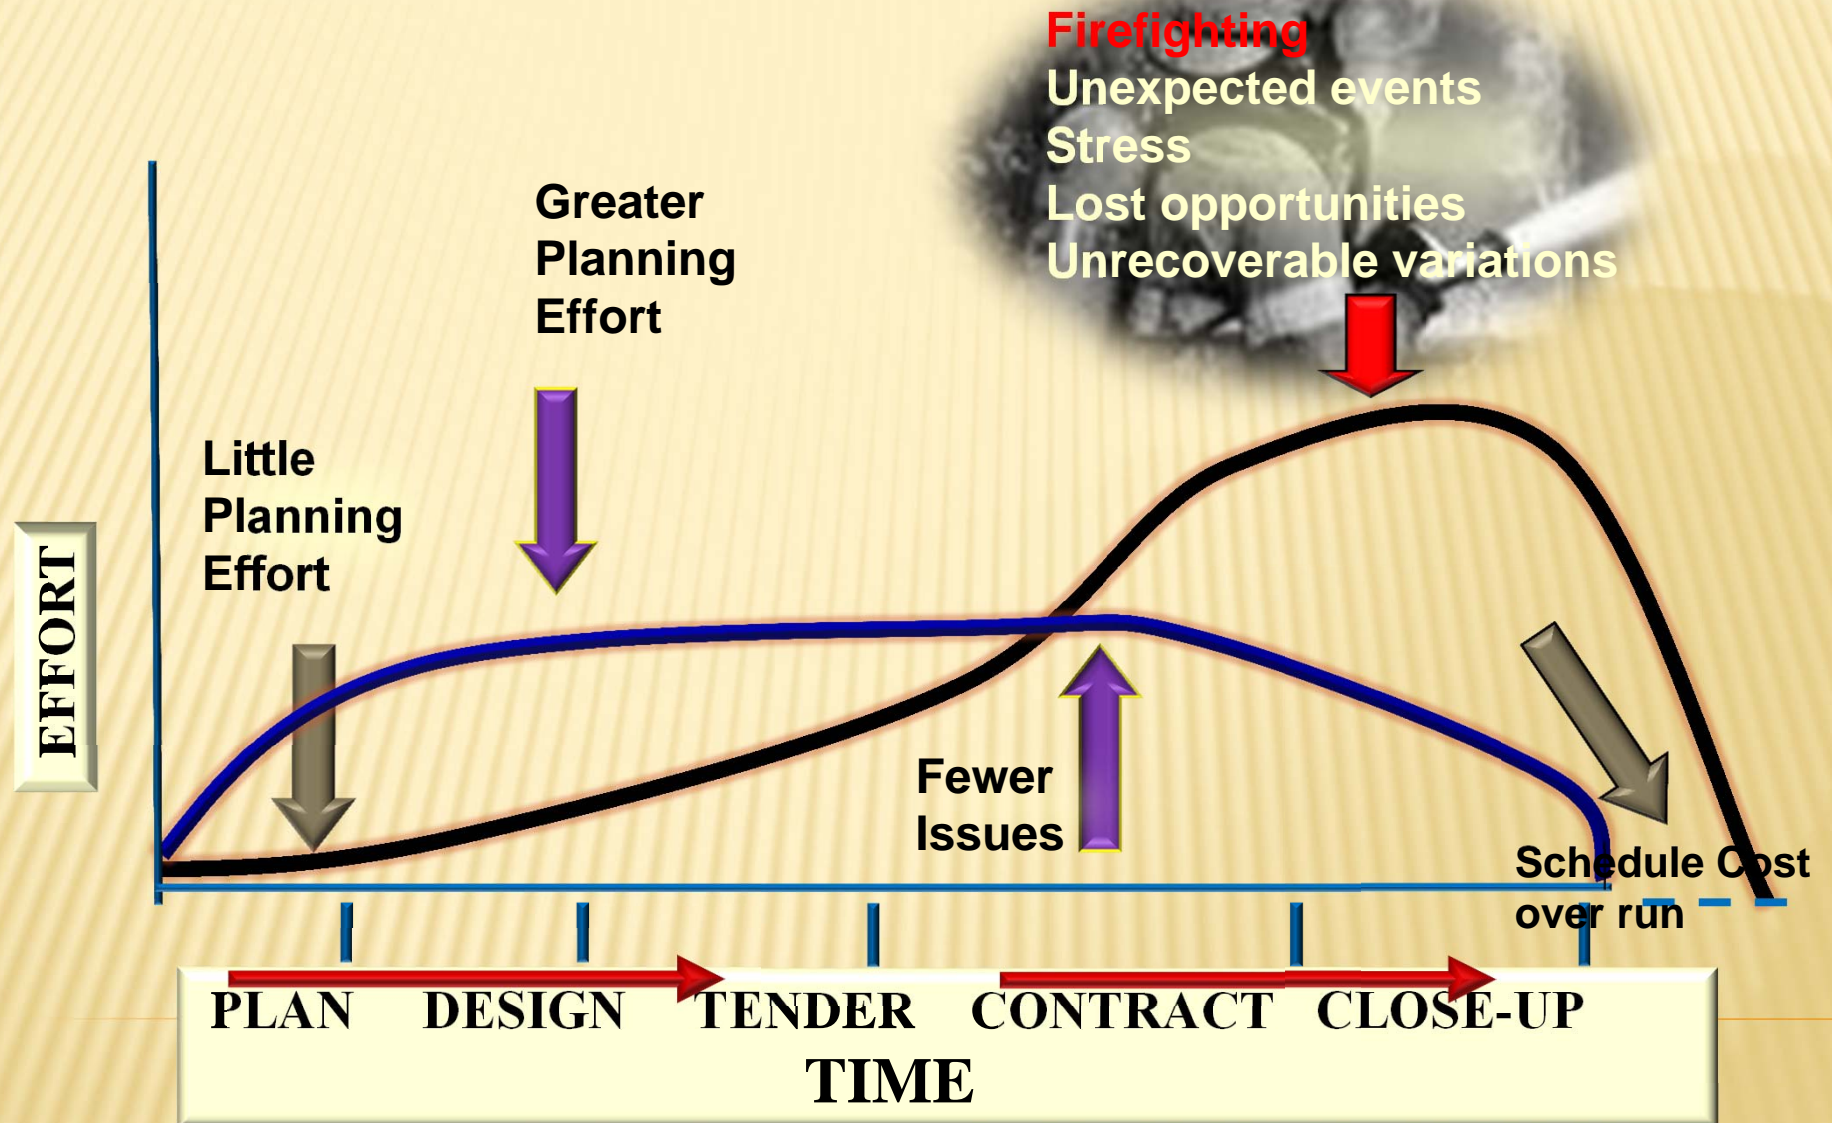 Firefighting
Unexpected events
Stress
Lost opportunities
Unrecoverable variations
Greater
Planning
Effort
Little
Planning
Effort
EFFORT
Fewer
Issues
Schedule Cost
over run
PLAN DESIGN TENDER CONTRACT CLOSE-UP
TIME